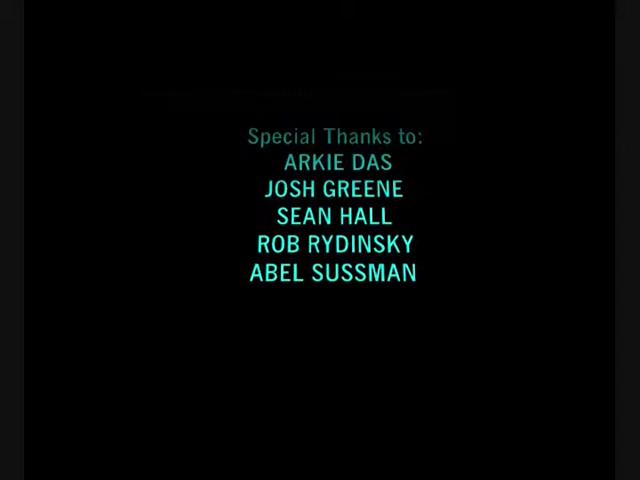 Special Thanks to:
ARKIE DAS
JOSH GREENE
SEAN HALL
ROB RYDINSKY
ABEL SUSSMAN